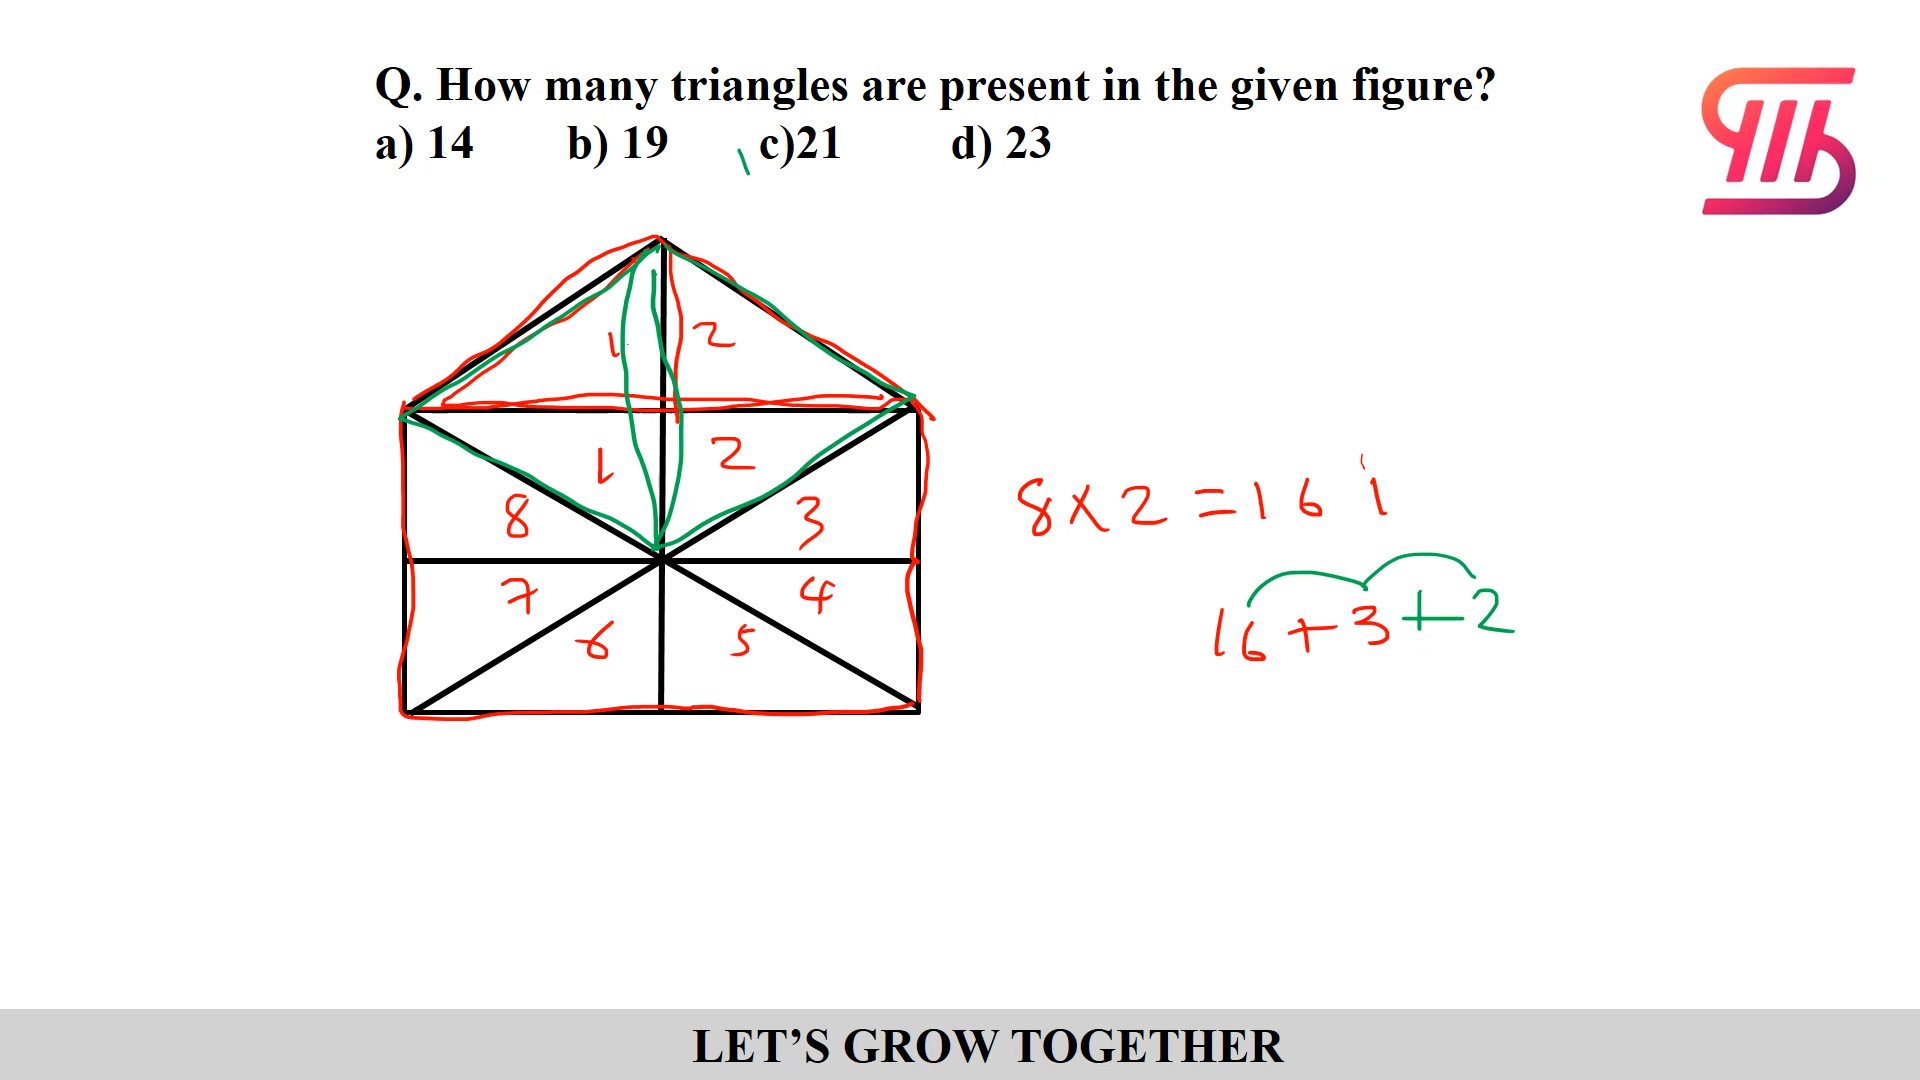 Q. How many triangles are present in the given figure?
a) 14 b) 19 c)21 d) 23
1 2
1 2
8 3
7 4
6 5
8 x 2 = 16 1
16 + 3 + 2
LET’S GROW TOGETHER